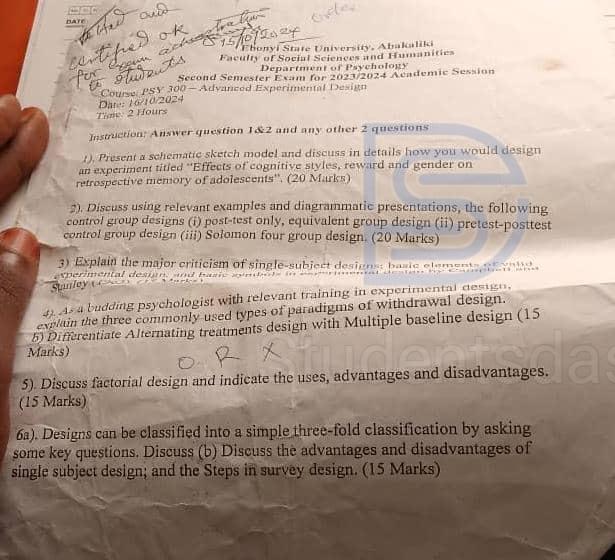 DATE:
certified ok
for exam administration
to students
15/10/2024
Ebonyi State University, Abakaliki
Faculty of Social Sciences and Humanities
Department of Psychology
Second Semester Exam for 2023/2024 Academic Session
Course: PSY 300 – Advanced Experimental Design
Date: 16/10/2024
Time: 2 Hours
Instruction: Answer question 1&2 and any other 2 questions
1). Present a schematic sketch model and discuss in details how you would design
an experiment titled "Effects of cognitive styles, reward and gender on
retrospective memory of adolescents". (20 Marks)
2). Discuss using relevant examples and diagrammatic presentations, the following
control group designs (i) post-test only, equivalent group design (ii) pretest-posttest
control group design (iii) Solomon four group design. (20 Marks)
3) Explain the major criticism of single-subject designs; basic elements of valid
experimental design, and basic symbols in experimental design by Campbell and
Stanley
4). As a budding psychologist with relevant training in experimental design,
explain the three commonly used types of paradigms of withdrawal design.
b) Differentiate Alternating treatments design with Multiple baseline design (15
Marks)
O R X
5). Discuss factorial design and indicate the uses, advantages and disadvantages.
(15 Marks)
6a). Designs can be classified into a simple three-fold classification by asking
some key questions. Discuss (b) Discuss the advantages and disadvantages of
single subject design; and the Steps in survey design. (15 Marks)
Studentsdas